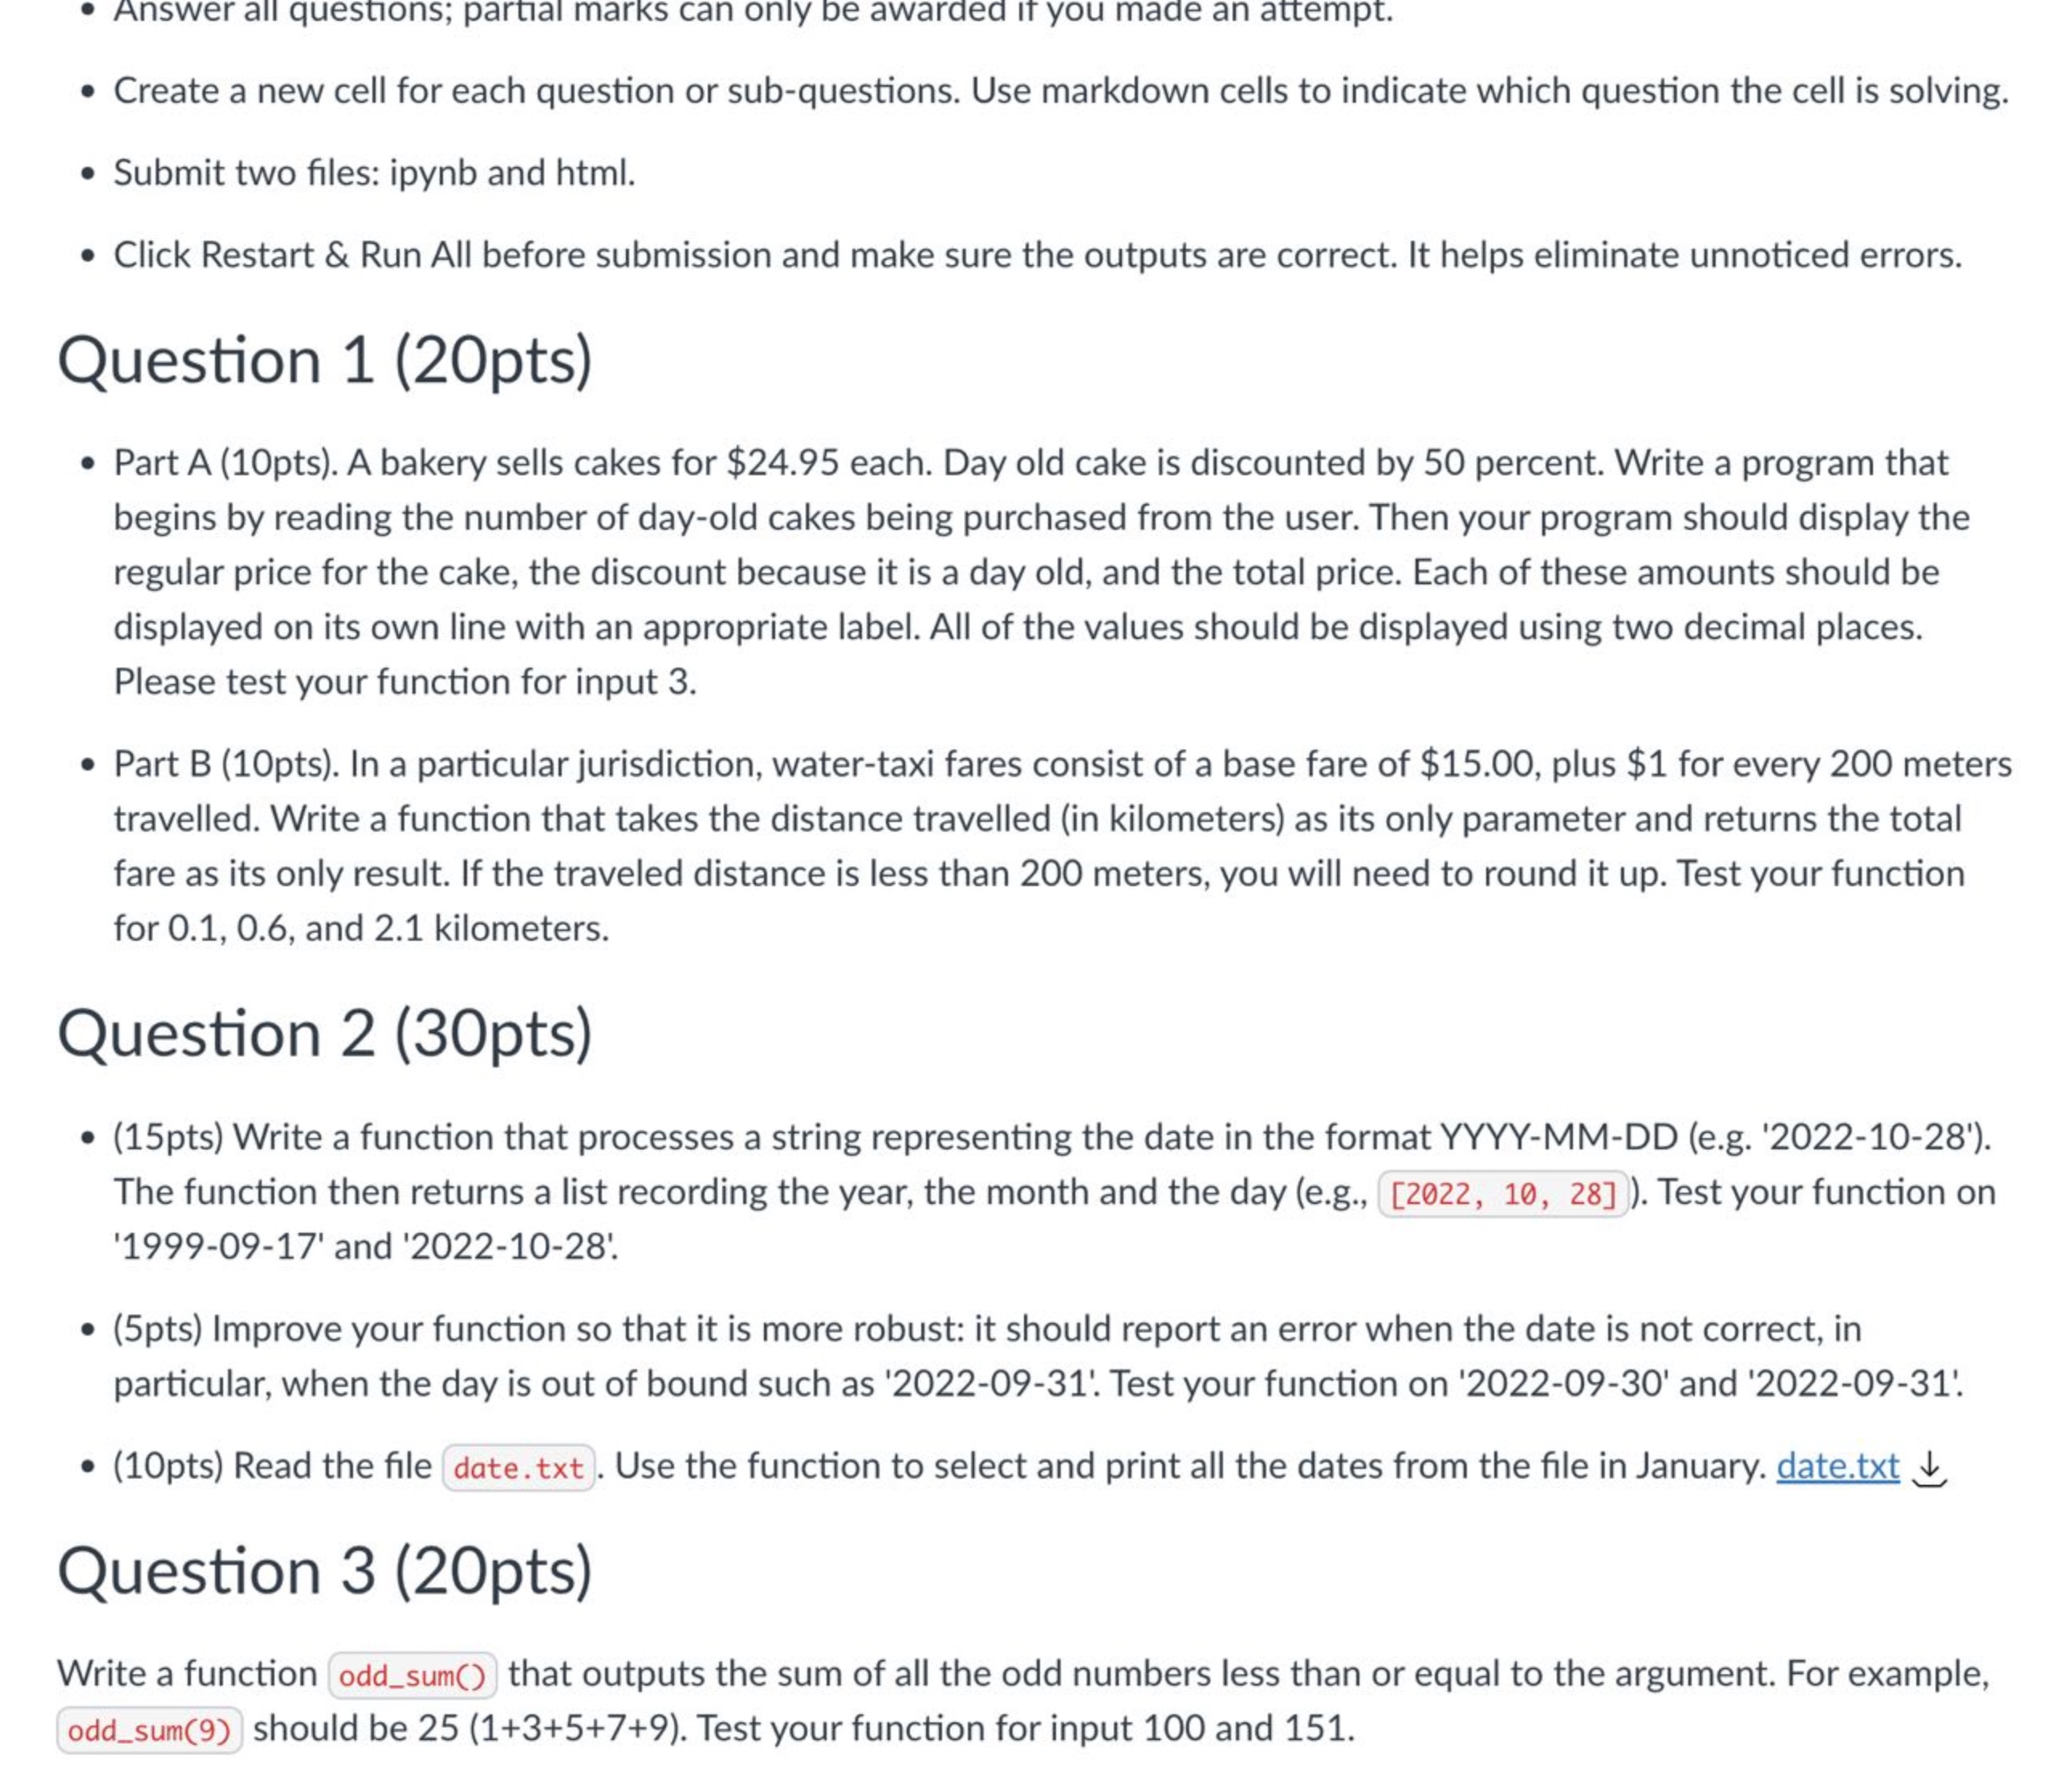 • Answer all questions; partial marks can only be awarded if you made an attempt.
• Create a new cell for each question or sub-questions. Use markdown cells to indicate which question the cell is solving.
• Submit two files: ipynb and html.
• Click Restart & Run All before submission and make sure the outputs are correct. It helps eliminate unnoticed errors.
Question 1 (20pts)
• Part A (10pts). A bakery sells cakes for $24.95 each. Day old cake is discounted by 50 percent. Write a program that
begins by reading the number of day-old cakes being purchased from the user. Then your program should display the
regular price for the cake, the discount because it is a day old, and the total price. Each of these amounts should be
displayed on its own line with an appropriate label. All of the values should be displayed using two decimal places.
Please test your function for input 3.
• Part B (10pts). In a particular jurisdiction, water-taxi fares consist of a base fare of $15.00, plus $1 for every 200 meters
travelled. Write a function that takes the distance travelled (in kilometers) as its only parameter and returns the total
fare as its only result. If the traveled distance is less than 200 meters, you will need to round it up. Test your function
for 0.1, 0.6, and 2.1 kilometers.
Question 2 (30pts)
• (15pts) Write a function that processes a string representing the date in the format YYYY-MM-DD (e.g. '2022-10-28').
The function then returns a list recording the year, the month and the day (e.g., [2022, 10, 28]). Test your function on
'1999-09-17' and '2022-10-28'.
• (5pts) Improve your function so that it is more robust: it should report an error when the date is not correct, in
particular, when the day is out of bound such as '2022-09-31'. Test your function on '2022-09-30' and '2022-09-31'.
• (10pts) Read the file date.txt. Use the function to select and print all the dates from the file in January. date.txt
Question 3 (20pts)
Write a function odd_sum() that outputs the sum of all the odd numbers less than or equal to the argument. For example,
odd_sum(9) should be 25 (1+3+5+7+9). Test your function for input 100 and 151.